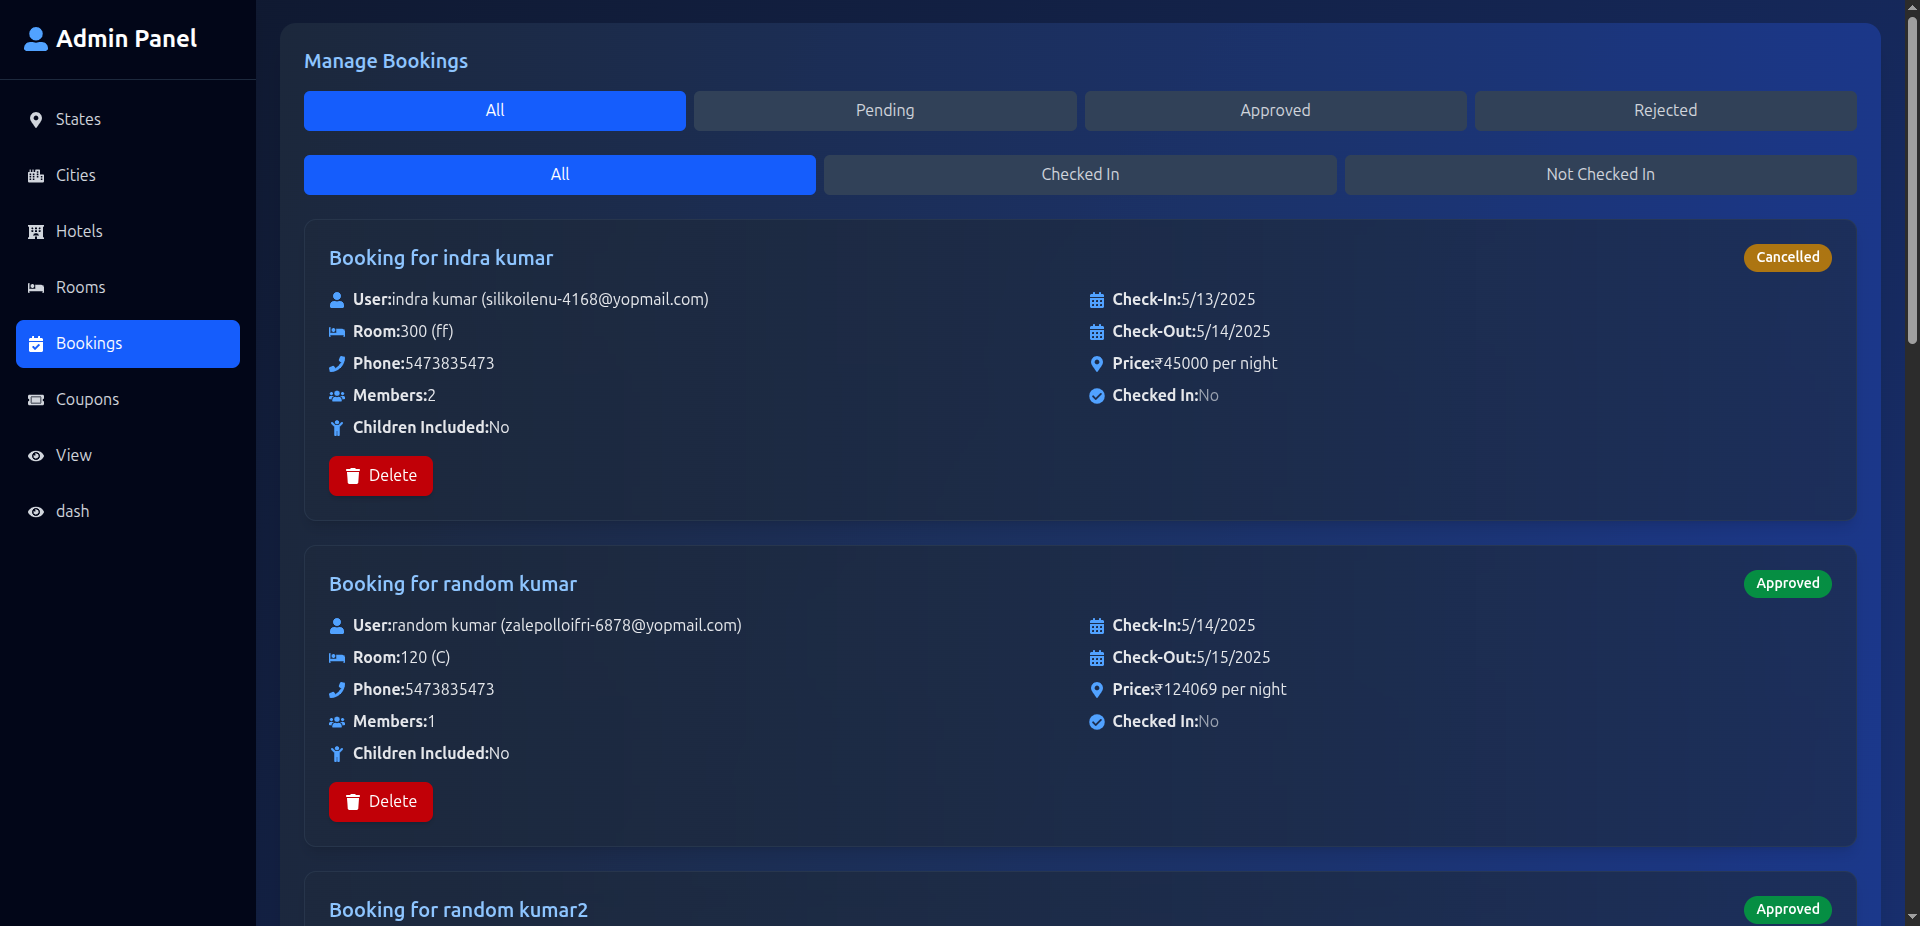 Admin Panel
States
Cities
Hotels
Rooms
Bookings
Coupons
View
dash
Manage Bookings
All Pending Approved Rejected
All Checked In Not Checked In
Booking for indra kumar Cancelled
User:indra kumar (silikoilenu-4168@yopmail.com) Check-In:5/13/2025
Room:300 (ff) Check-Out:5/14/2025
Phone:5473835473 Price:₹45000 per night
Members:2 Checked In:No
Children Included:No
Delete
Booking for random kumar Approved
User:random kumar (zalepolloifri-6878@yopmail.com) Check-In:5/14/2025
Room:120 (C) Check-Out:5/15/2025
Phone:5473835473 Price:₹124069 per night
Members:1 Checked In:No
Children Included:No
Delete
Booking for random kumar2 Approved